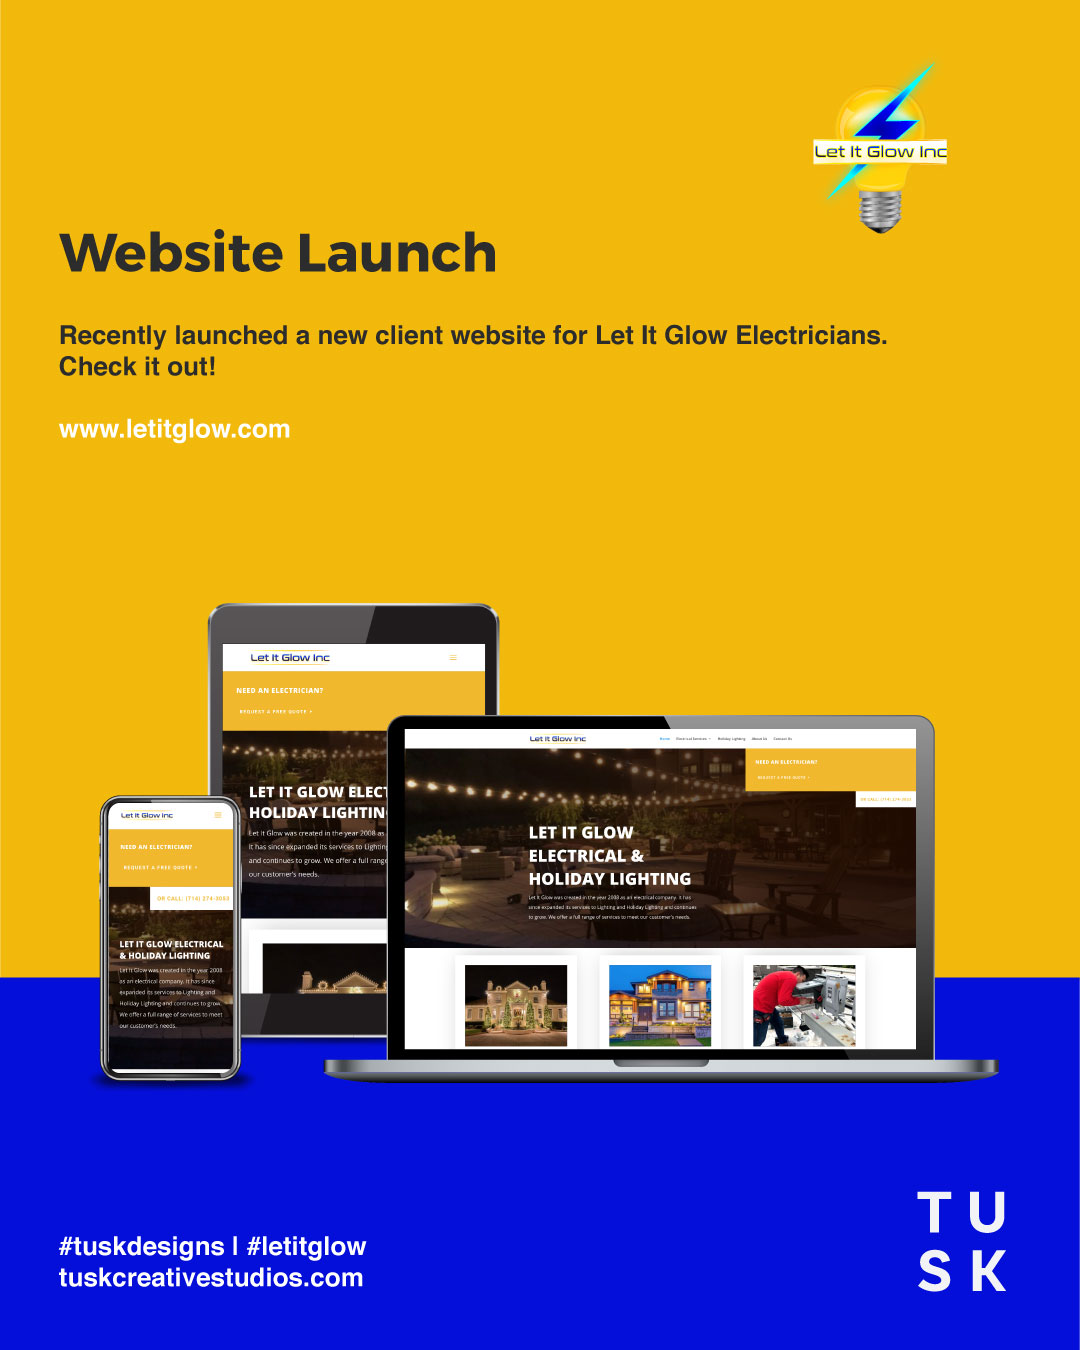 Let It Glow Inc
Website Launch
Recently launched a new client website for Let It Glow Electricians.
Check it out!
www.letitglow.com
Let It Glow Inc
NEED AN ELECTRICIAN?
REQUEST A FREE QUOTE >
LET IT GLOW ELECT
HOLIDAY LIGHTIN
Let It Glow was created in the year 2008 as
It has since expanded its services to Lighting
and continues to grow. We offer a full range
our customer's needs.
Let It Glow Inc
Home Electrical Services Holiday Lighting About Us Contact Us
NEED AN ELECTRICIAN?
REQUEST A FREE QUOTE >
OR CALL: (714)
LET IT GLOW
ELECTRICAL &
HOLIDAY LIGHTING
Let It Glow was created in the year 2008 as an electrical company. It has
since expanded its services to Lighting and Holiday Lighting and continues
to grow. We offer a full range of services to meet our customer's needs.
Let It Glow Inc
NEED AN ELECTRICIAN?
REQUEST A FREE QUOTE >
OR CALL: (714)
LET IT GLOW ELECTRICAL
& HOLIDAY LIGHTING
Let It Glow was created in the year 2008
as an electrical company. It has since
expanded its services to Lighting and
Holiday Lighting and continues to grow.
We offer a full range of services to meet
our customer's needs.
#tuskdesigns | #letitglow
tuskcreativestudios.com
T U
S K